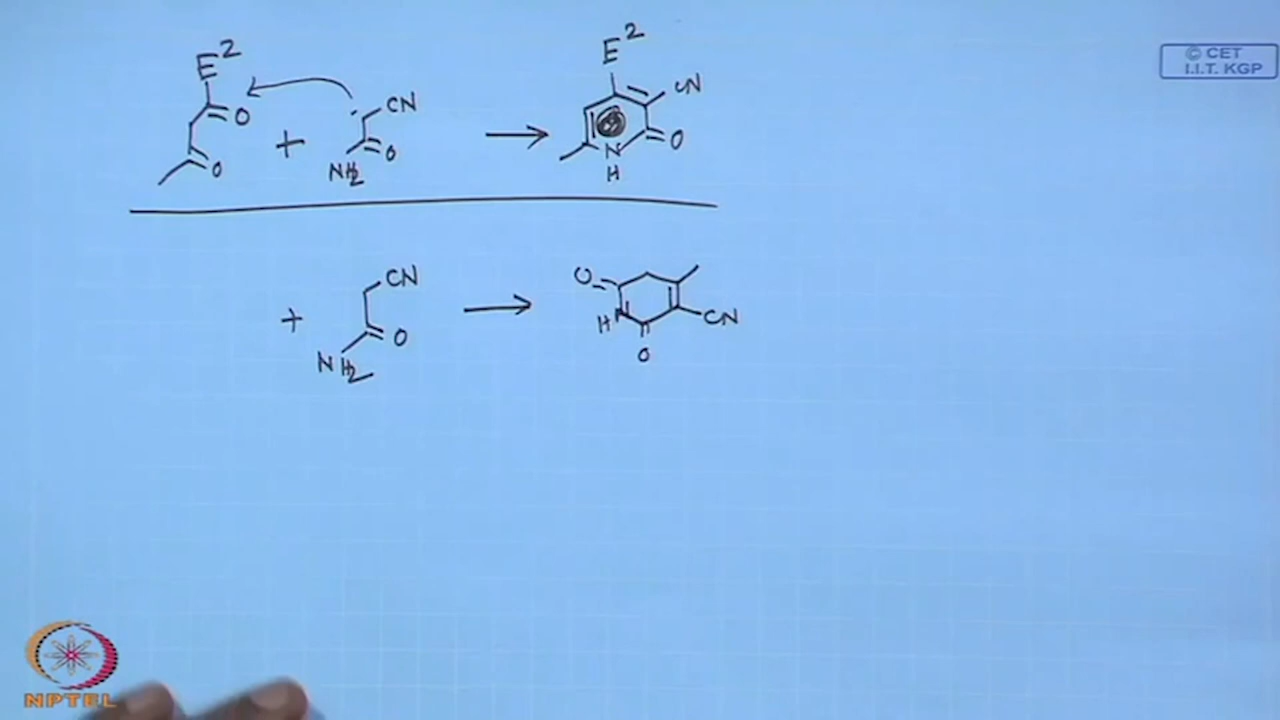 © CET
I.I.T. KGP
E2
O
O
+
CN
O
NH2
E2
CN
O
N
H
+
CN
O
NH2
O
H N
O
CN
NPTEL